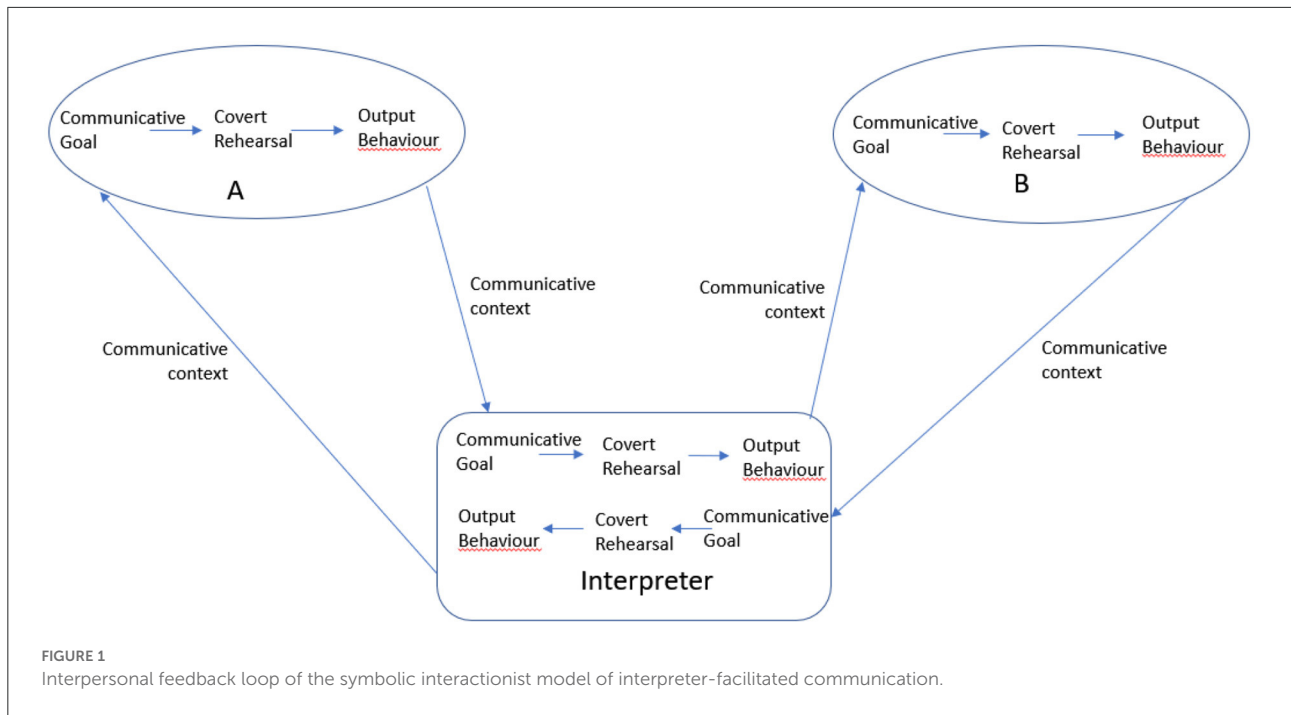 Communicative
Goal
Covert
Rehearsal
Output
Behaviour
A
Communicative
Goal
Covert
Rehearsal
Output
Behaviour
B
Communicative
context
Communicative
context
Communicative
context
Communicative
context
Communicative
Goal
Covert
Rehearsal
Output
Behaviour
Output
Behaviour
Covert
Rehearsal
Communicative
Goal
Interpreter
FIGURE 1
Interpersonal feedback loop of the symbolic interactionist model of interpreter-facilitated communication.